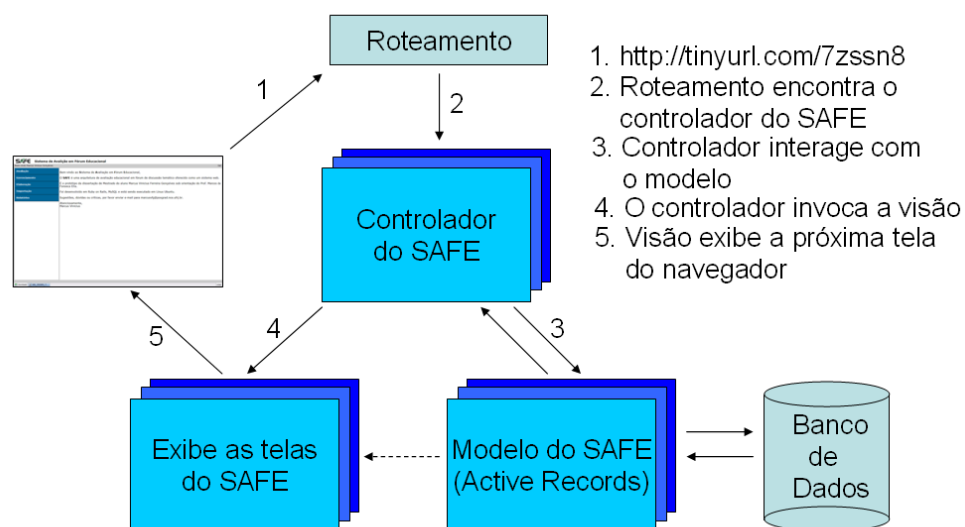 Roteamento
1. http://tinyurl.com/7zssn8
2. Roteamento encontra o
controlador do SAFE
3. Controlador interage com
o modelo
4. O controlador invoca a visão
5. Visão exibe a próxima tela
do navegador
1
2
SAFE
Controlador
do SAFE
5
4
3
Exibe as telas
do SAFE
Modelo do SAFE
(Active Records)
Banco
de
Dados